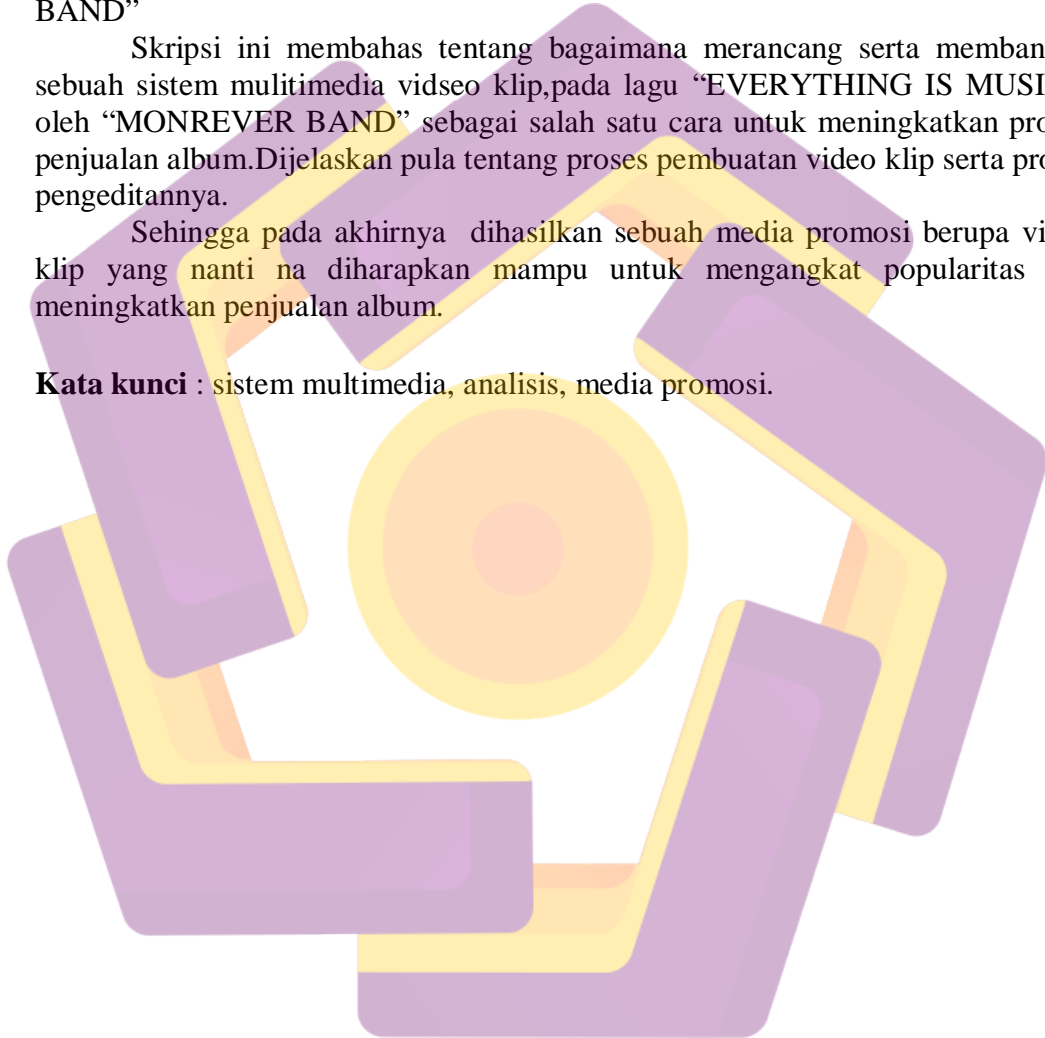 BAND”
Skripsi ini membahas tentang bagaimana merancang serta memban
sebuah sistem mulitimedia vidseo klip,pada lagu “EVERYTHING IS MUSI
oleh “MONREVER BAND” sebagai salah satu cara untuk meningkatkan pro
penjualan album.Dijelaskan pula tentang proses pembuatan video klip serta pro
pengeditannya.
Sehingga pada akhirnya dihasilkan sebuah media promosi berupa vi
klip yang nanti na diharapkan mampu untuk mengangkat popularitas
meningkatkan penjualan album.
Kata kunci : sistem multimedia, analisis, media promosi.